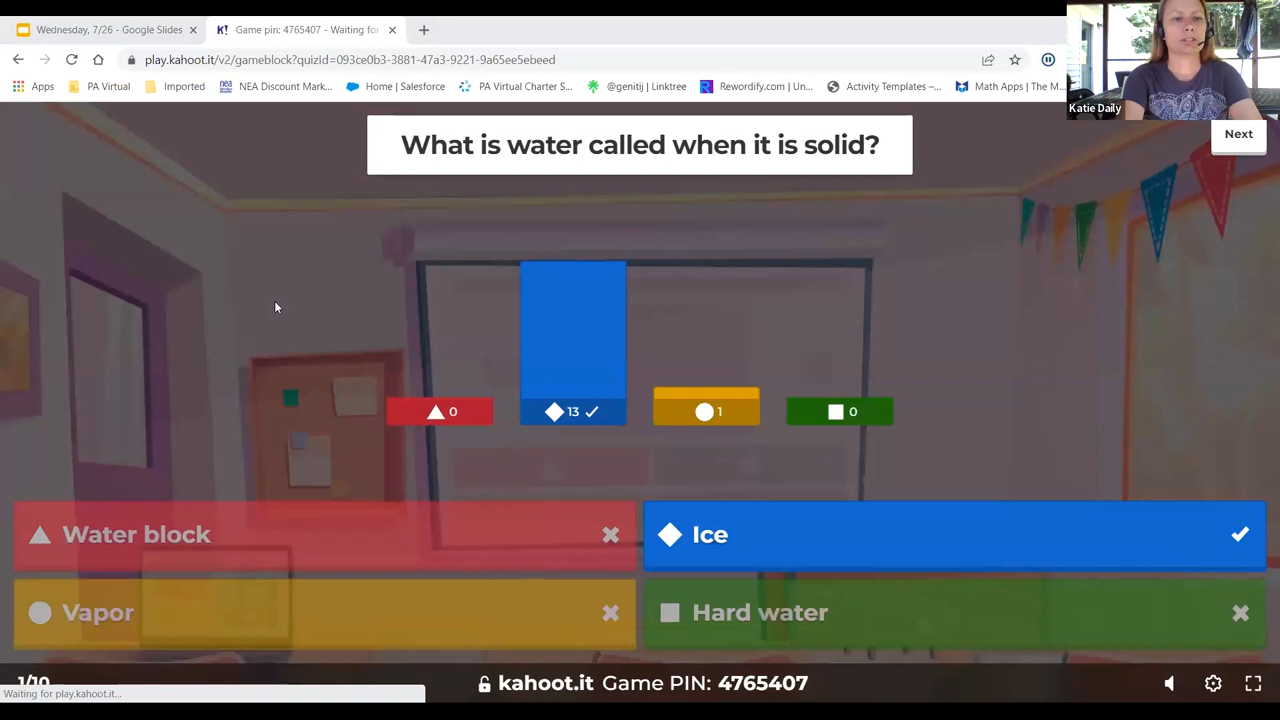 Wednesday, 7/26 - Google Slides
K! Game pin: 4765407 - Waiting fo
play.kahoot.it/v2/gameblock?quizId=093ce0b3-3881-47a3-9221-9a65ee5ebeed
Apps PA Virtual Imported nea NEA Discount Mark... Home | Salesforce PA Virtual Charter S... @genitij | Linktree R Rewordify.com | Un... Activity Templates –... Math Apps | The M...
Katie Daily
What is water called when it is solid?
Next
0 13 1 0
Water block
Ice
Vapor
Hard water
1/10
Waiting for play.kahoot.it...
kahoot.it Game PIN: 4765407